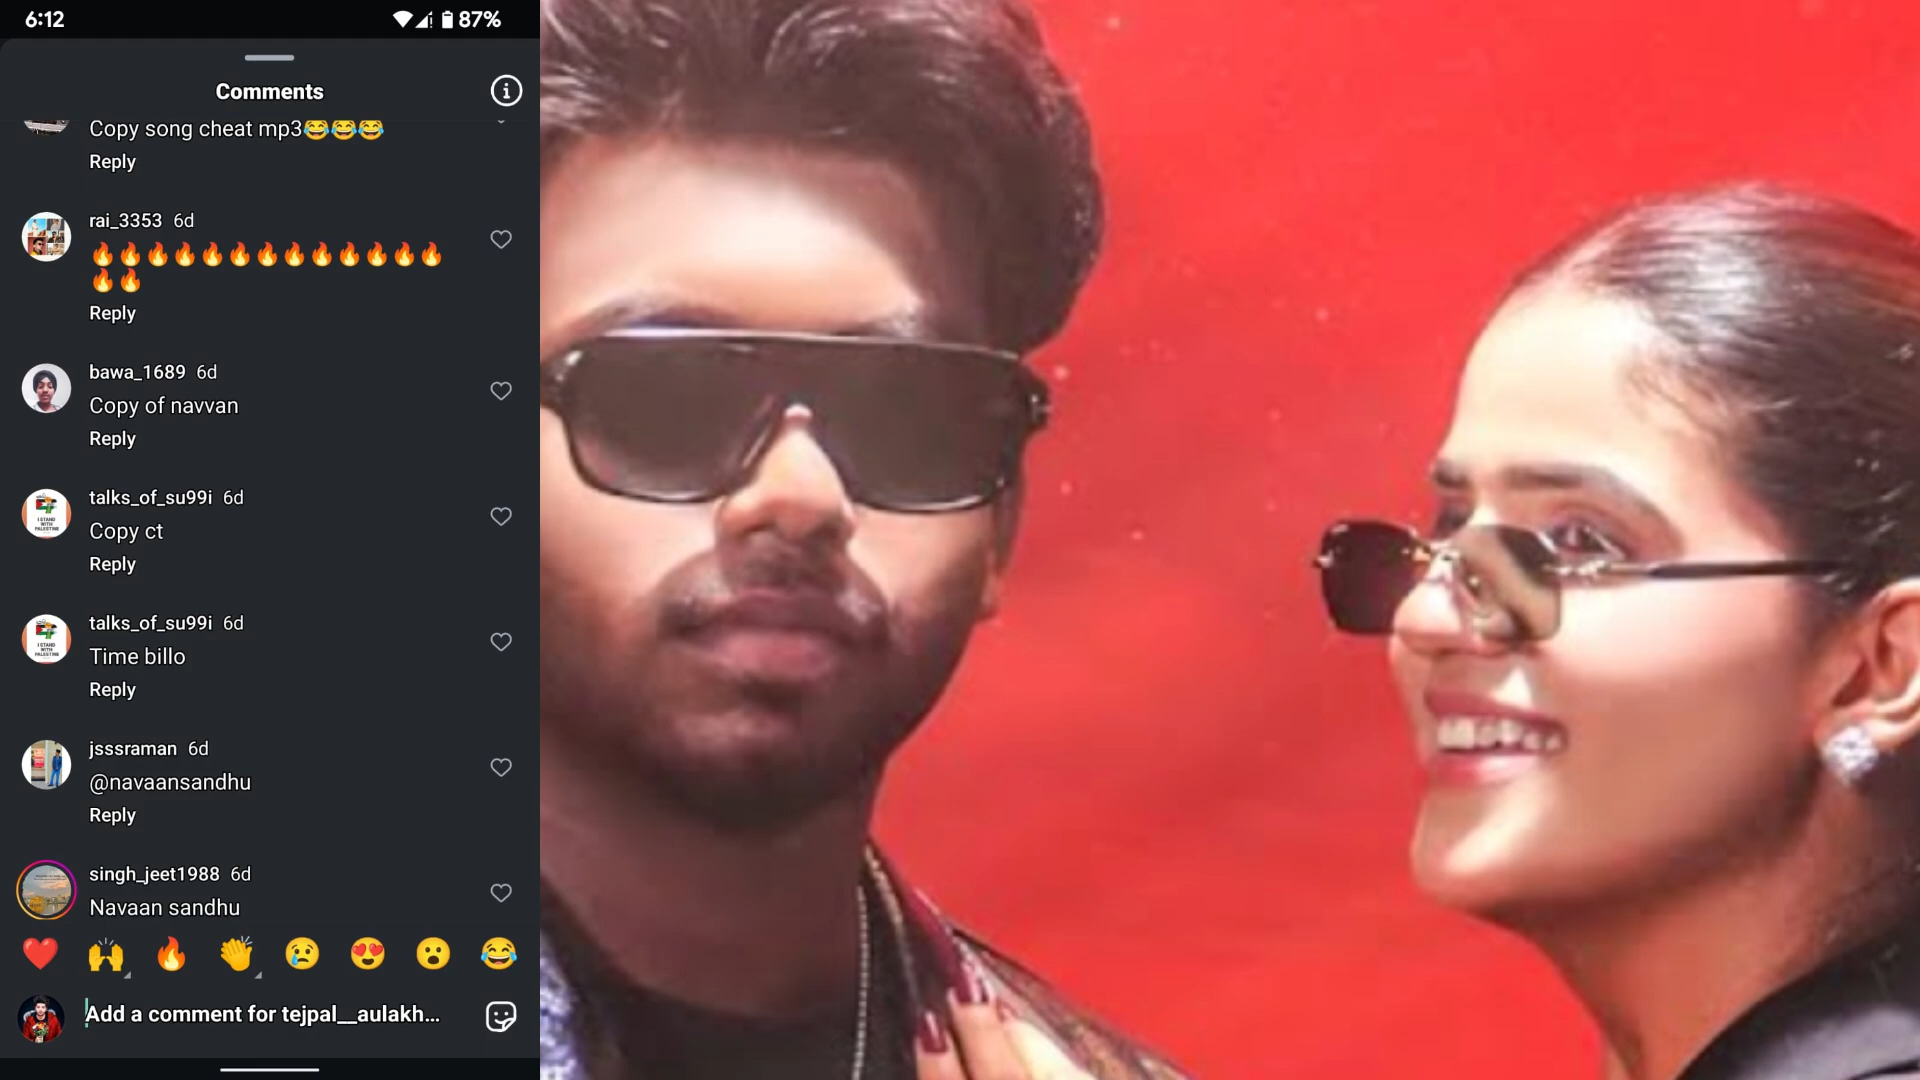 6:12
87%
Comments
Copy song cheat mp3😂😂😂
Reply
rai_3353 6d
🔥🔥🔥🔥🔥🔥🔥🔥🔥🔥🔥🔥🔥
🔥🔥
Reply
bawa_1689 6d
Copy of navvan
Reply
talks_of_su99i 6d
Copy ct
Reply
talks_of_su99i 6d
Time billo
Reply
jsssraman 6d
@navaansandhu
Reply
singh_jeet1988 6d
Navaan sandhu
Add a comment for tejpal__aulakh...